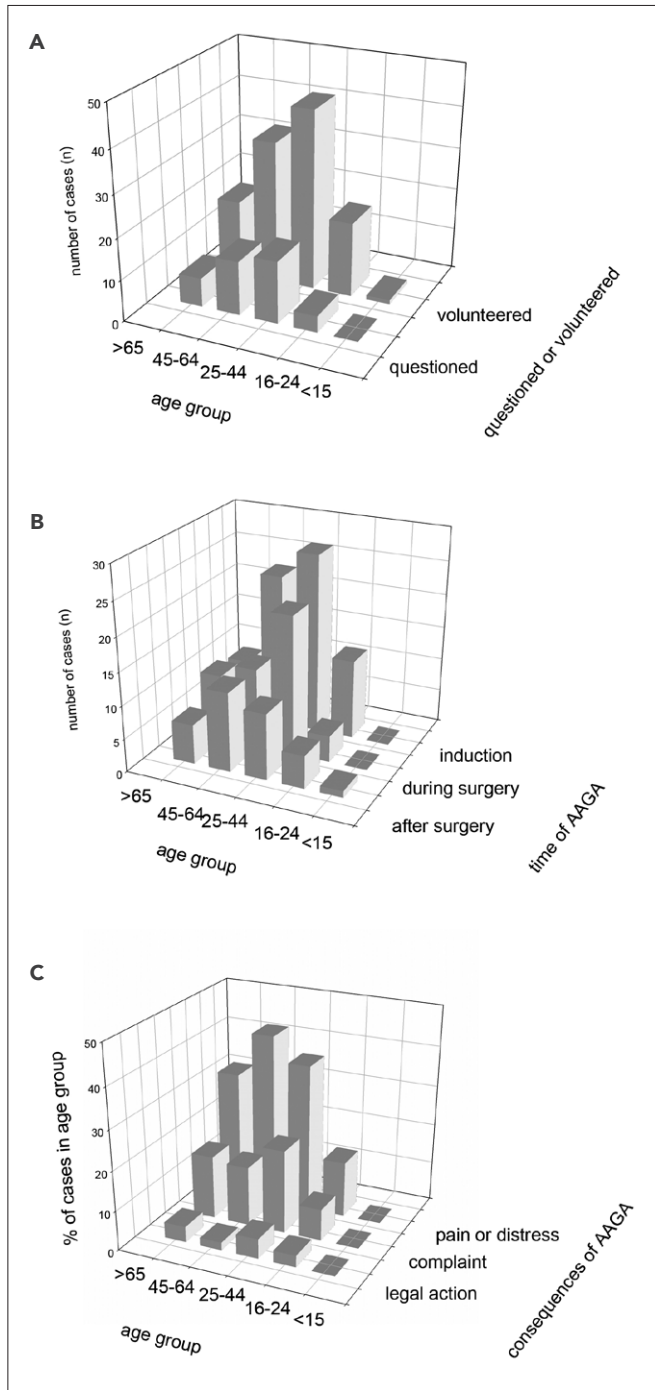 A
50
40
30
20
10
0
number of cases (n)
>65
45-64
25-44
16-24
<15
age group
volunteered
questioned
questioned or volunteered
B
30
25
20
15
10
5
0
number of cases (n)
>65
45-64
25-44
16-24
<15
age group
induction
during surgery
after surgery
time of AAGA
C
50
40
30
20
10
0
% of cases in age group
>65
45-64
25-44
16-24
<15
age group
pain or distress
complaint
legal action
consequences of AAGA